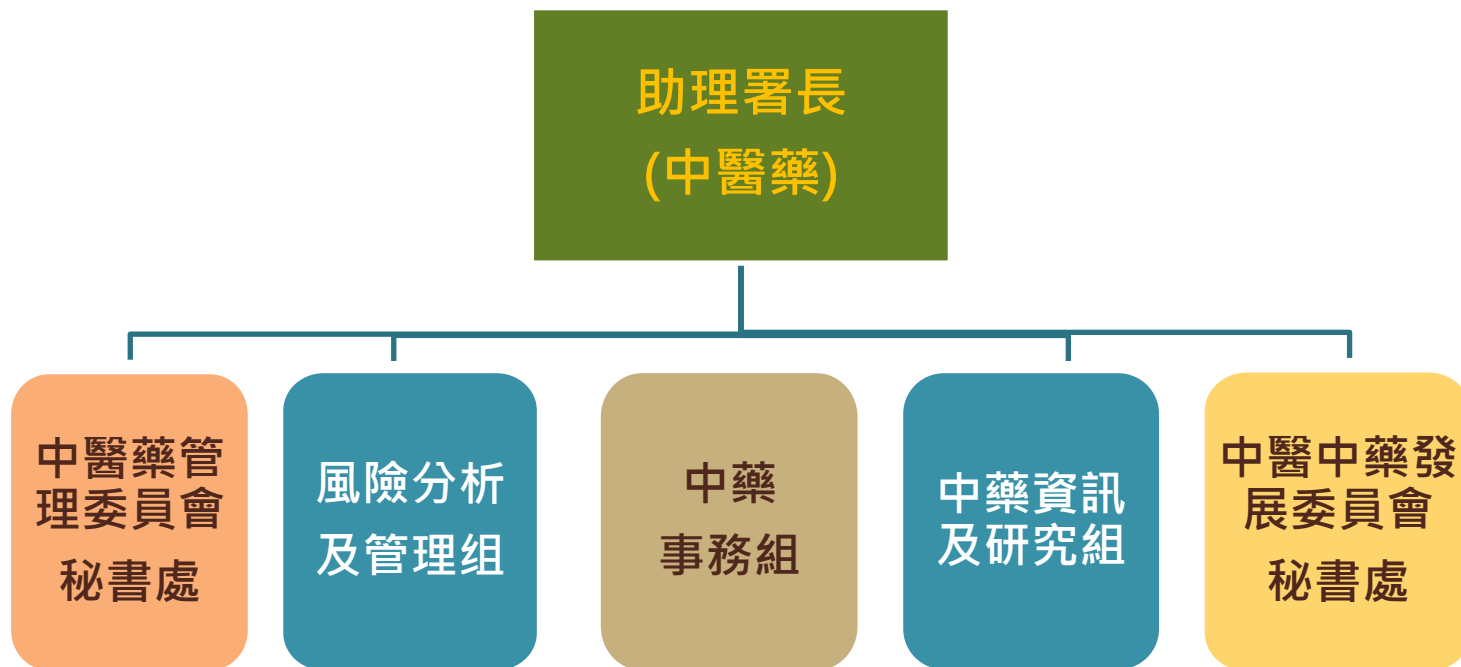 助理署長
(中醫藥)
中醫藥管
理委員會
秘書處
風險分析
及管理组
中藥
事務組
中藥資訊
及研究組
中醫中藥發
展委員會
秘書處